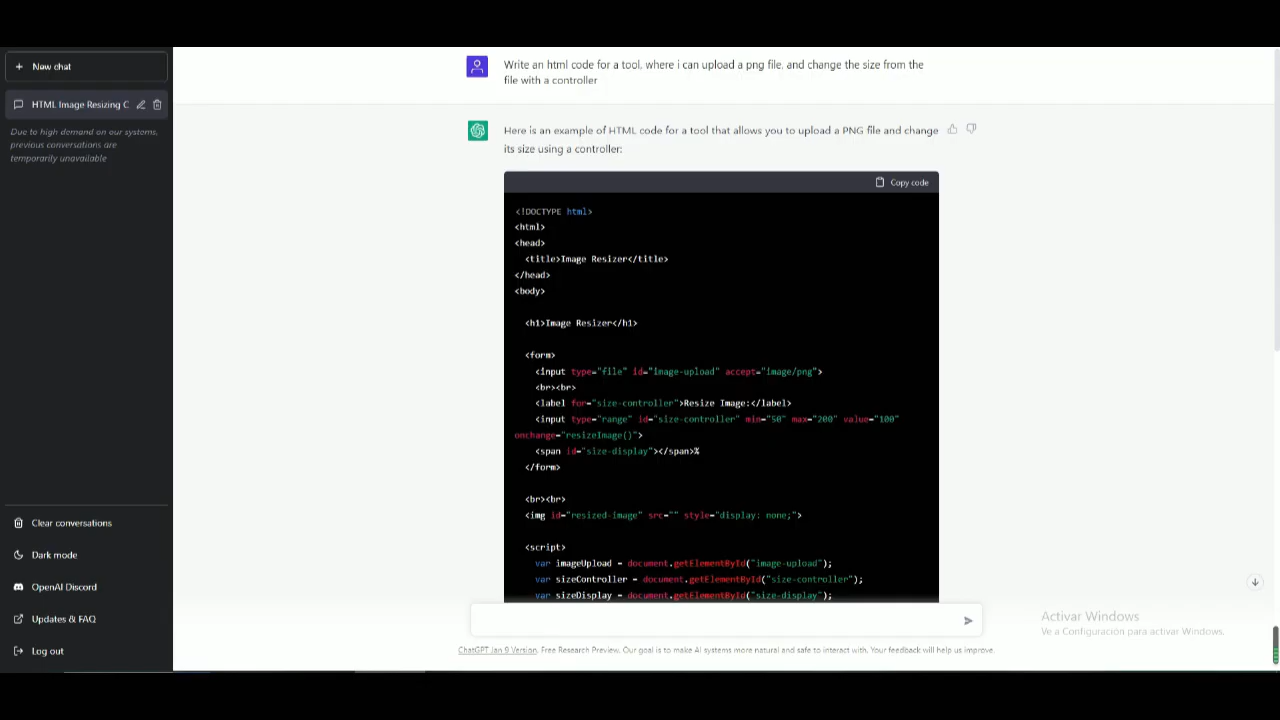 New chat
HTML Image Resizing C
Due to high demand on our systems,
previous conversations are
temporarily unavailable
Clear conversations
Dark mode
OpenAI Discord
Updates & FAQ
Log out
Write an html code for a tool, where i can upload a png file, and change the size from the
file with a controller
Here is an example of HTML code for a tool that allows you to upload a PNG file and change
its size using a controller:
Copy code
<!DOCTYPE html>
<html>
<head>
<title>Image Resizer</title>
</head>
<body>
<h1>Image Resizer</h1>
<form>
<input type="file" id="image-upload" accept="image/png">
<br><br>
<label for="size-controller">Resize Image:</label>
<input type="range" id="size-controller" min="50" max="200" value="100"
onchange="resizeImage()">
<span id="size-display"></span>%
</form>
<br><br>
<img id="resized-image" src="" style="display: none;">
<script>
var imageUpload = document.getElementById("image-upload");
var sizeController = document.getElementById("size-controller");
var sizeDisplay = document.getElementById("size-display");
Activar Windows
Ve a Configuración para activar Windows.
ChatGPT Jan 9 Version. Free Research Preview. Our goal is to make AI systems more natural and safe to interact with. Your feedback will help us improve.